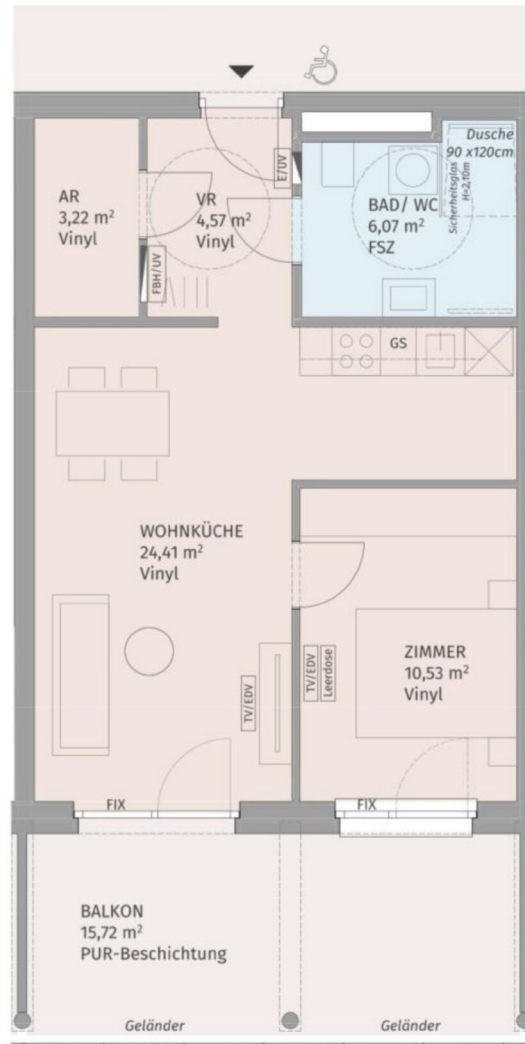 Dusche
90 x120cm
Sicherheitsglas
H=2,10m
AR
3,22 m²
Vinyl
VR
4,57 m²
Vinyl
E/UV
BAD/ WC
6,07 m²
FSZ
FBH/UV
GS
WOHNKÜCHE
24,41 m²
Vinyl
TV/EDV
TV/EDV
Leerdose
ZIMMER
10,53 m²
Vinyl
FIX
FIX
BALKON
15,72 m²
PUR-Beschichtung
Geländer
Geländer